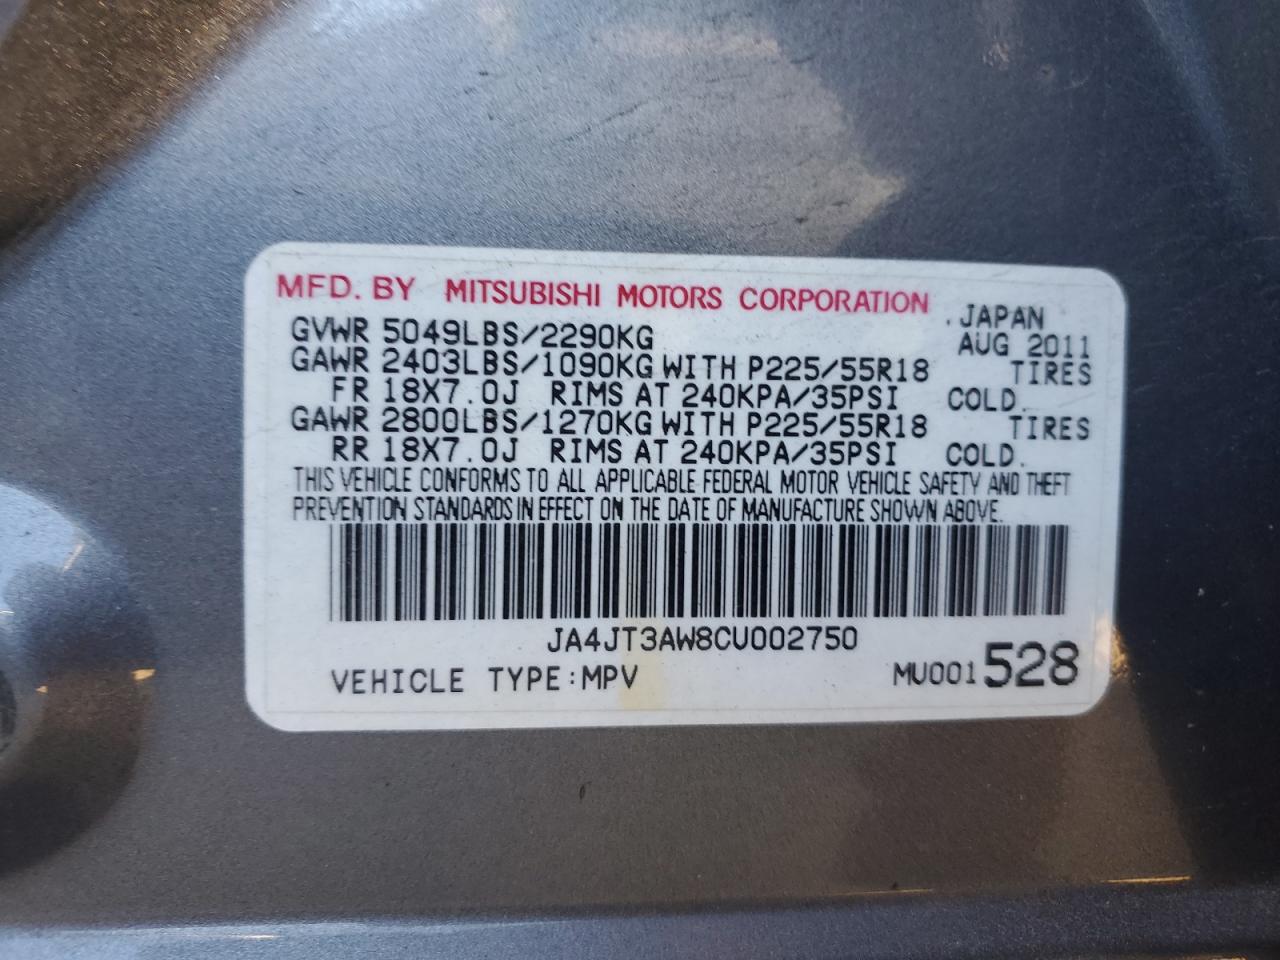 MFD. BY MITSUBISHI MOTORS CORPORATION
. JAPAN
GVWR 5049LBS/2290KG AUG 2011
GAWR 2403LBS/1090KG WITH P225/55R18 TIRES
FR 18X7.0J RIMS AT 240KPA/35PSI COLD.
GAWR 2800LBS/1270KG WITH P225/55R18 TIRES
RR 18X7.0J RIMS AT 240KPA/35PSI COLD.
THIS VEHICLE CONFORMS TO ALL APPLICABLE FEDERAL MOTOR VEHICLE SAFETY AND THEFT
PREVENTION STANDARDS IN EFFECT ON THE DATE OF MANUFACTURE SHOWN ABOVE.
JA4JT3AW8CU002750
VEHICLE TYPE:MPV MU001528